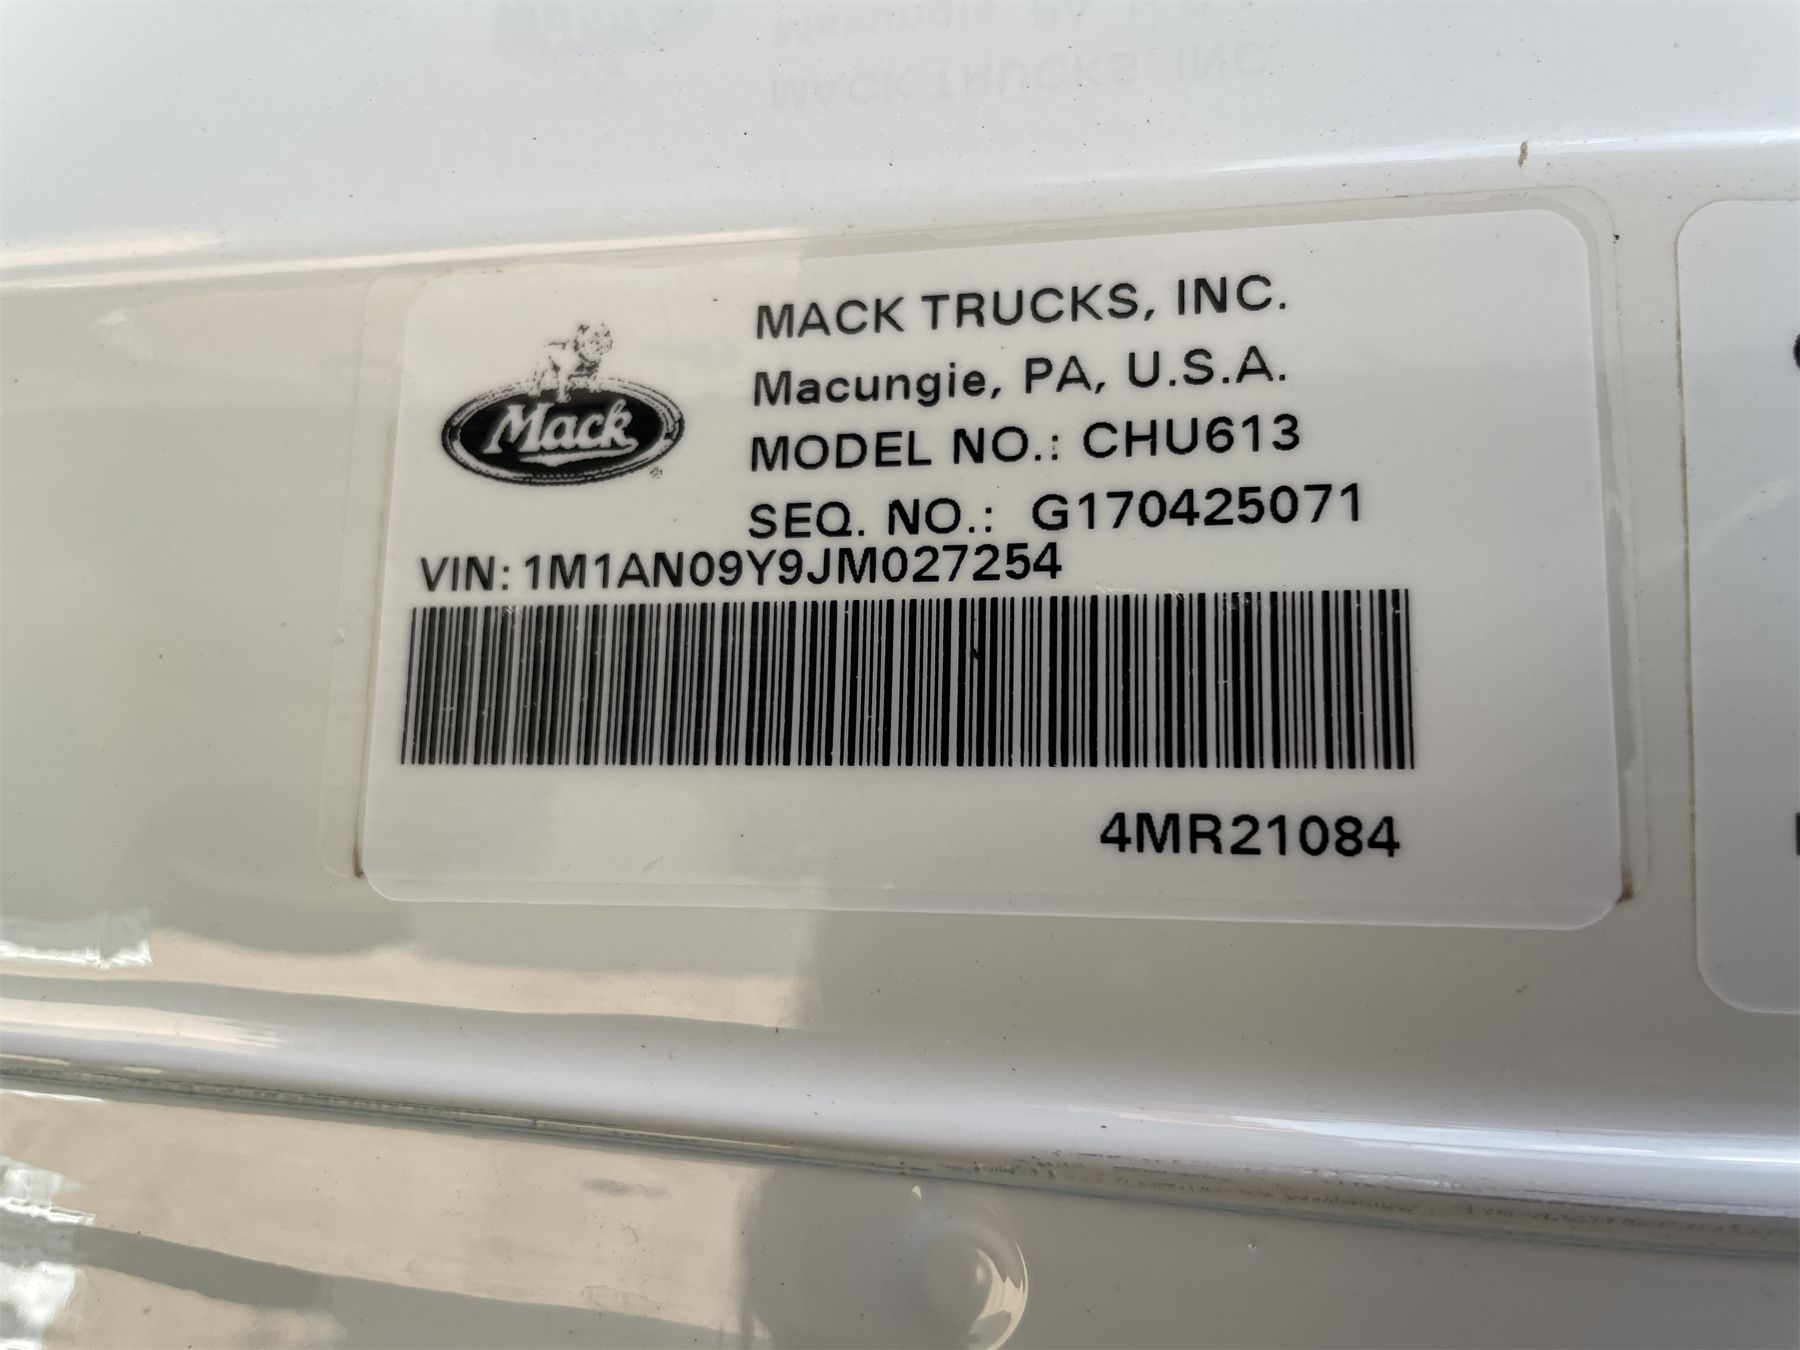 Mack
MACK TRUCKS, INC.
Macungie, PA, U.S.A.
MODEL NO.: CHU613
SEQ. NO.: G170425071
VIN: 1M1AN09Y9JM027254
4MR21084